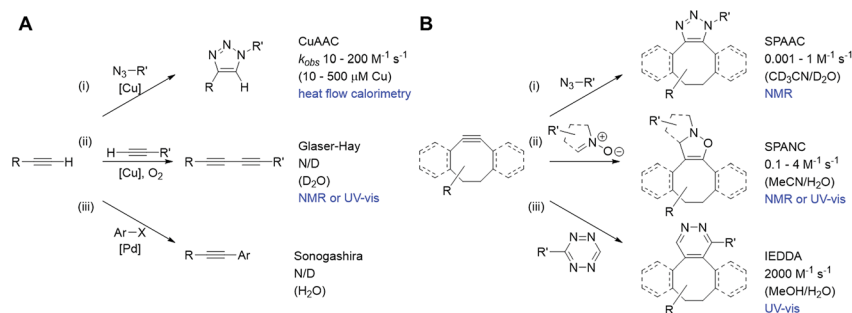 A
(i)
N3–R'
[Cu]
N
N
N
R'
R
H
CuAAC
kobs 10 - 200 M⁻¹ s⁻¹
(10 - 500 μM Cu)
heat flow calorimetry
R
H
(ii)
H
R'
[Cu], O2
R
R'
Glaser-Hay
N/D
(D2O)
NMR or UV-vis
(iii)
Ar–X
[Pd]
R
Ar
Sonogashira
N/D
(H2O)
B
R
(i)
N3–R'
N
N
N
R'
R
SPAAC
0.001 - 1 M⁻¹ s⁻¹
(CD3CN/D2O)
NMR
(ii)
R'
N
⊕
O
⊖
R'
N
O
R
SPANC
0.1 - 4 M⁻¹ s⁻¹
(MeCN/H2O)
NMR or UV-vis
(iii)
N=N
R'
N–N
N–N
R'
R
IEDDA
2000 M⁻¹ s⁻¹
(MeOH/H2O)
UV-vis